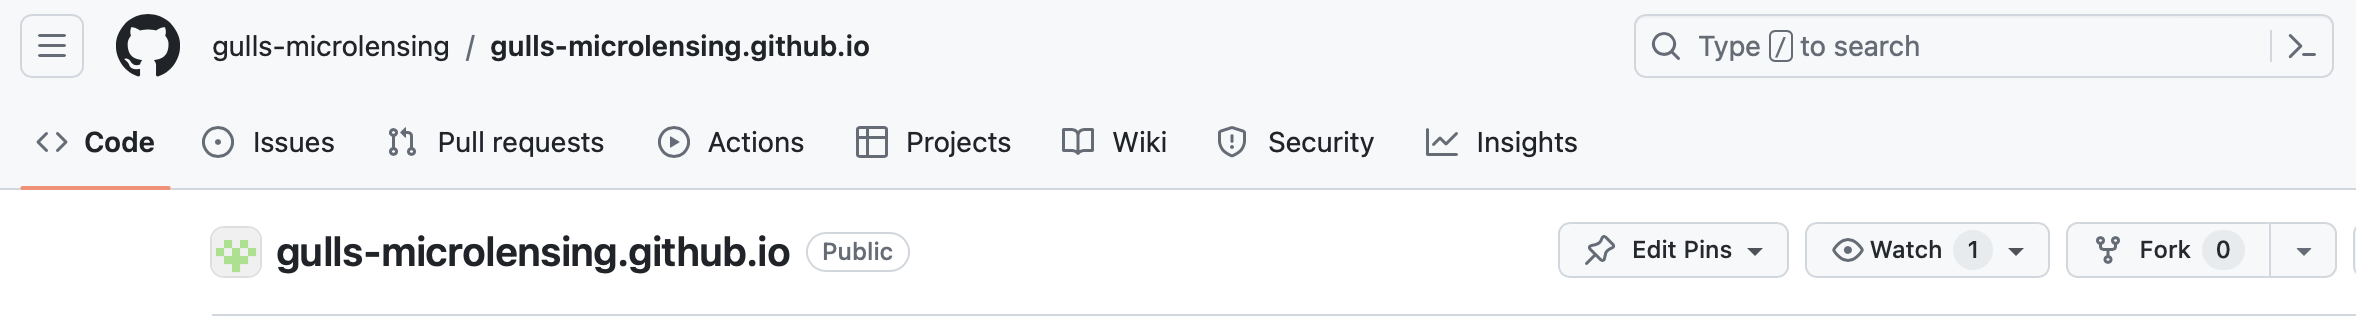 gulls-microlensing / gulls-microlensing.github.io Type / to search
Code Issues Pull requests Actions Projects Wiki Security Insights
gulls-microlensing.github.io Public Edit Pins Watch 1 Fork 0